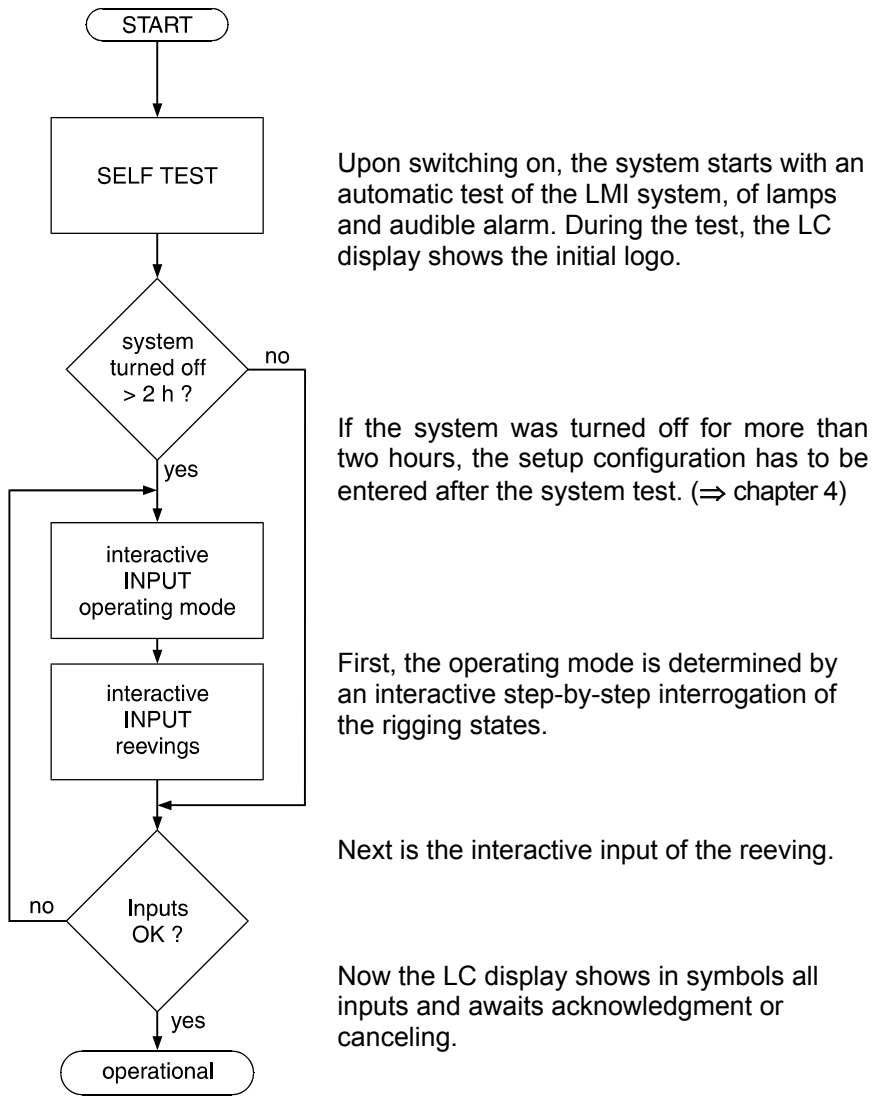 START
SELF TEST
Upon switching on, the system starts with an
automatic test of the LMI system, of lamps
and audible alarm. During the test, the LC
display shows the initial logo.
system
turned off
> 2 h ?
no
yes
If the system was turned off for more than
two hours, the setup configuration has to be
entered after the system test. (⇒ chapter 4)
interactive
INPUT
operating mode
First, the operating mode is determined by
an interactive step-by-step interrogation of
the rigging states.
interactive
INPUT
reevings
Next is the interactive input of the reeving.
no
Inputs
OK ?
yes
Now the LC display shows in symbols all
inputs and awaits acknowledgment or
canceling.
operational